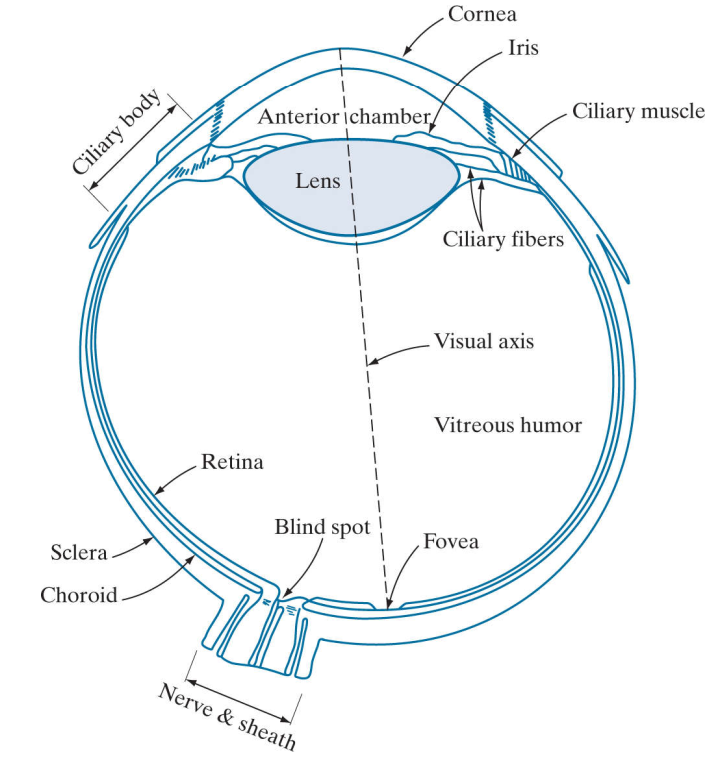 Cornea
Iris
Ciliary body
Anterior chamber
Ciliary muscle
Lens
Ciliary fibers
Visual axis
Vitreous humor
Retina
Blind spot
Fovea
Sclera
Choroid
Nerve & sheath